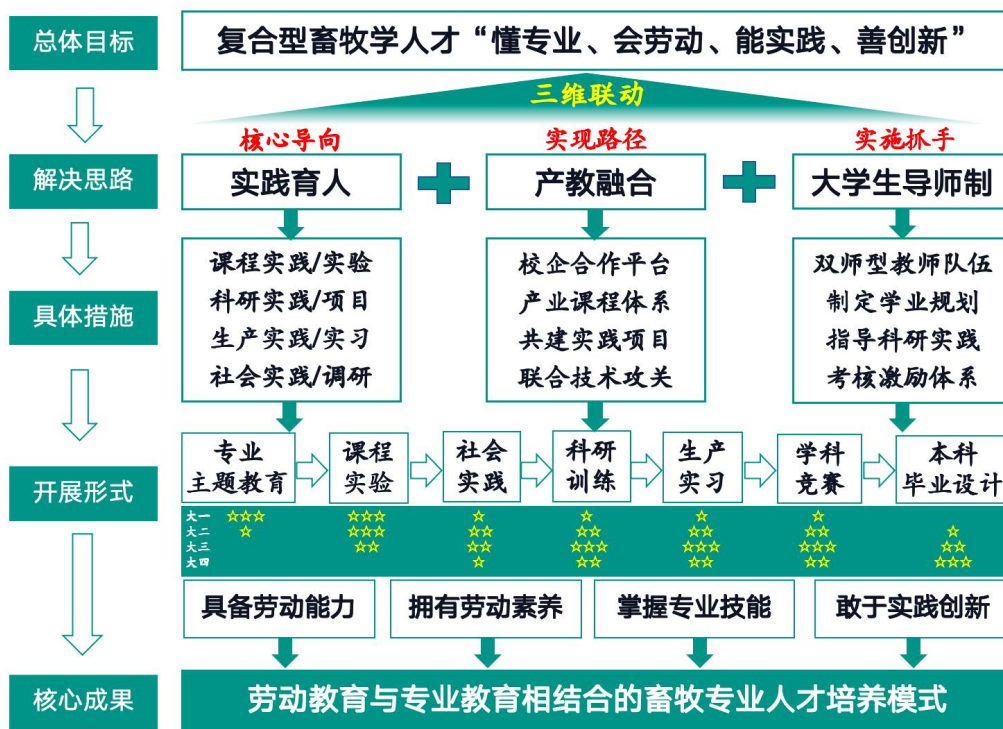 总体目标
复合型畜牧学人才“懂专业、会劳动、能实践、善创新”
三维联动
核心导向
实现路径
实施抓手
解决思路
实践育人
产教融合
大学生导师制
具体措施
课程实践/实验
科研实践/项目
生产实践/实习
社会实践/调研
校企合作平台
产业课程体系
共建实践项目
联合技术攻关
双师型教师队伍
制定学业规划
指导科研实践
考核激励体系
开展形式
专业
主题教育
课程
实验
社会
实践
科研
训练
生产
实习
学科
竞赛
本科
毕业设计
大一 ☆☆☆ ☆☆☆ ☆ ☆ ☆ ☆
大二 ☆ ☆☆☆ ☆☆ ☆☆ ☆☆ ☆☆ ☆
大三 ☆☆ ☆☆ ☆☆☆ ☆☆☆ ☆☆☆ ☆☆
大四 ☆ ☆☆ ☆☆ ☆☆ ☆☆☆
具备劳动能力
拥有劳动素养
掌握专业技能
敢于实践创新
核心成果
劳动教育与专业教育相结合的畜牧专业人才培养模式